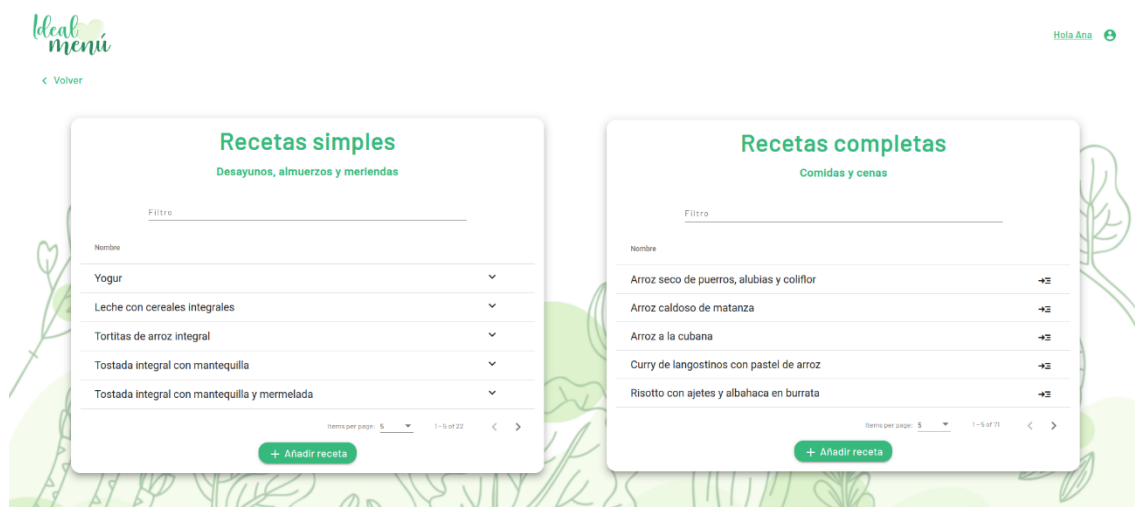 Ideal
menú
Hola Ana
Volver
Recetas simples
Desayunos, almuerzos y meriendas
Filtro
Nombre
Yogur
Leche con cereales integrales
Tortitas de arroz integral
Tostada integral con mantequilla
Tostada integral con mantequilla y mermelada
Items per page: 5 1 – 5 of 22
+ Añadir receta
Recetas completas
Comidas y cenas
Filtro
Nombre
Arroz seco de puerros, alubias y coliflor
Arroz caldoso de matanza
Arroz a la cubana
Curry de langostinos con pastel de arroz
Risotto con ajetes y albahaca en burrata
Items per page: 5 1 – 5 of 71
+ Añadir receta